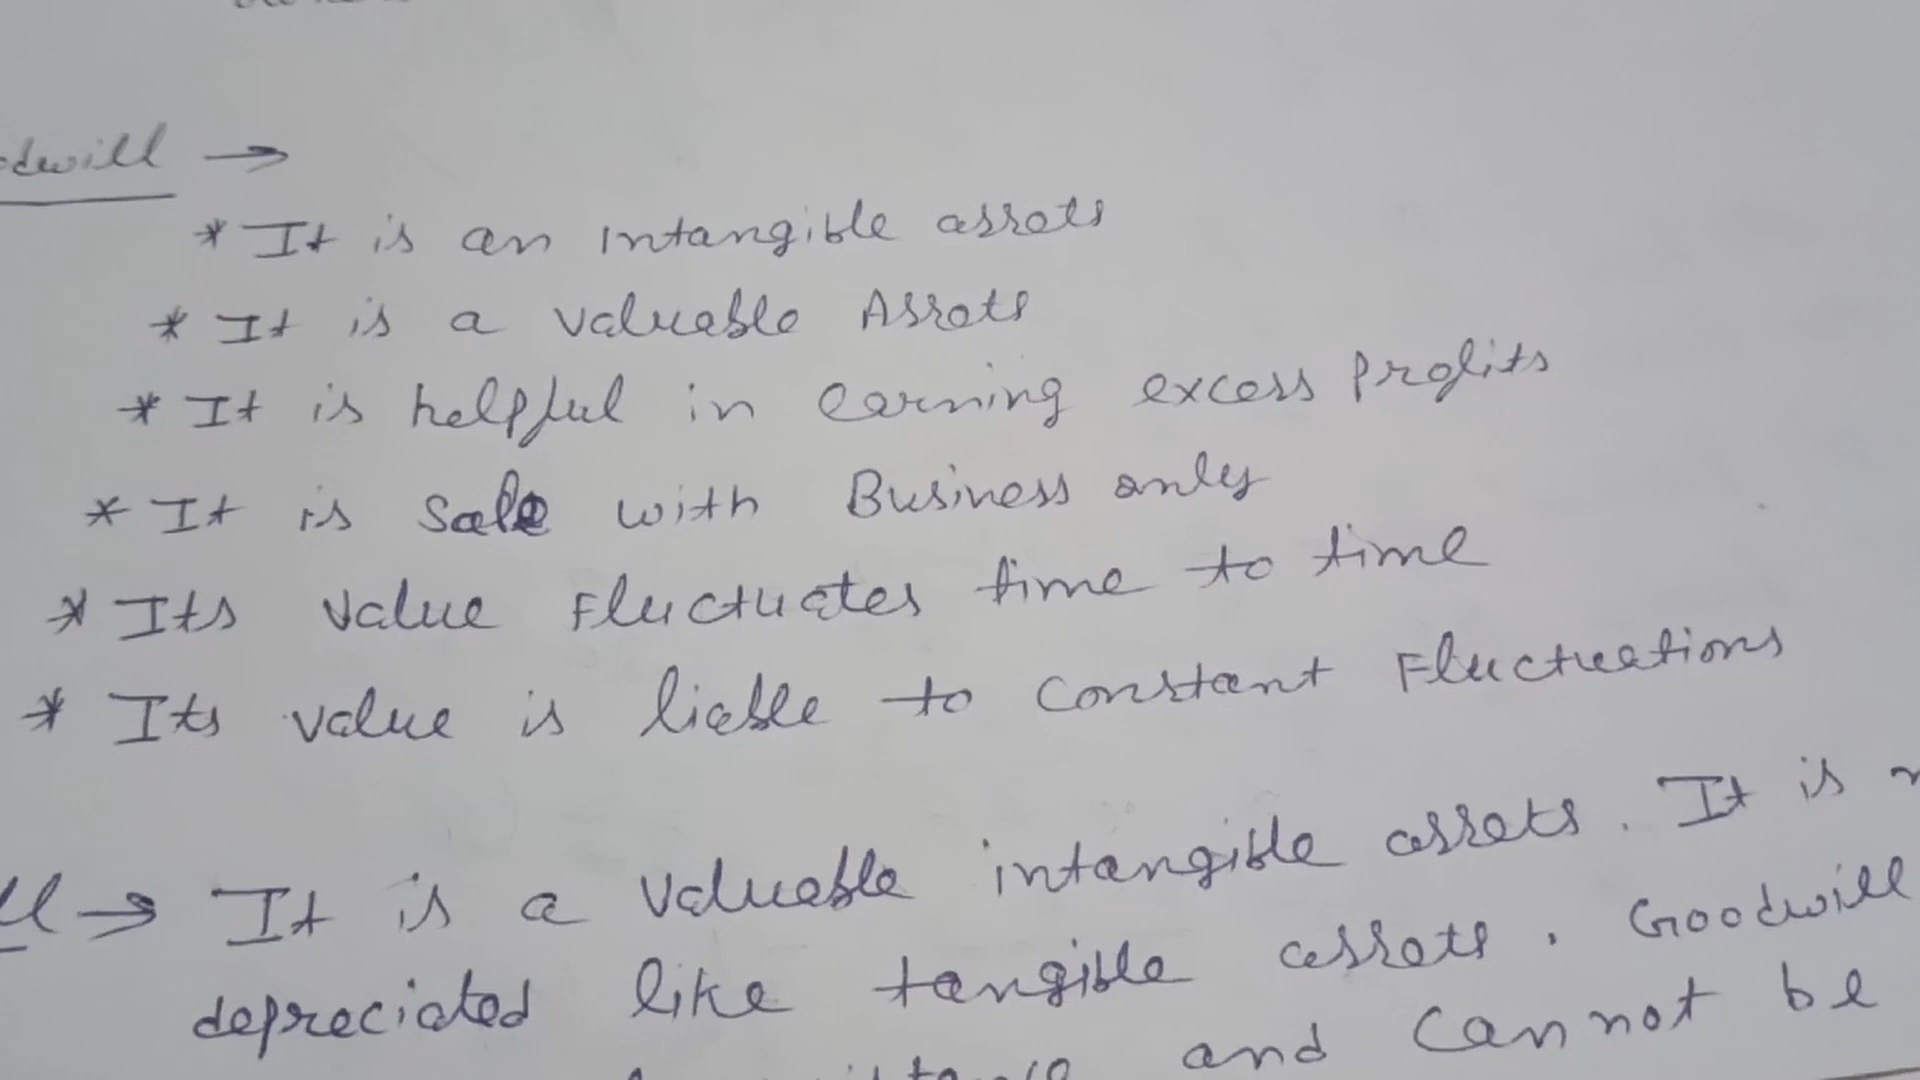 dwill →
* It is an intangible assets
* It is a valuable Assets
* It is helpful in earning excess profits
* It is Sale with Business only
* Its value Fluctuates time to time
* Its value is liable to constant Fluctuations
ll → It is a valuable intangible assets. It is
depreciated like tangible assets. Goodwill
and cannot be